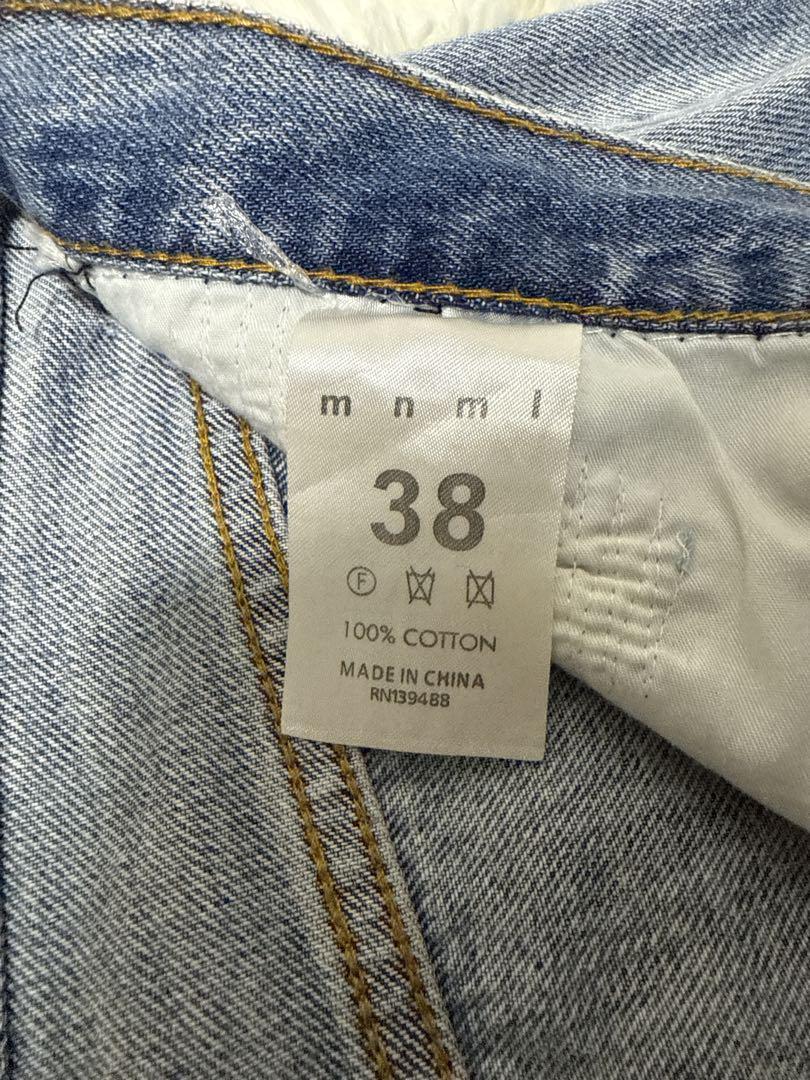 m n m l
38
F
100% COTTON
MADE IN CHINA
RN139488